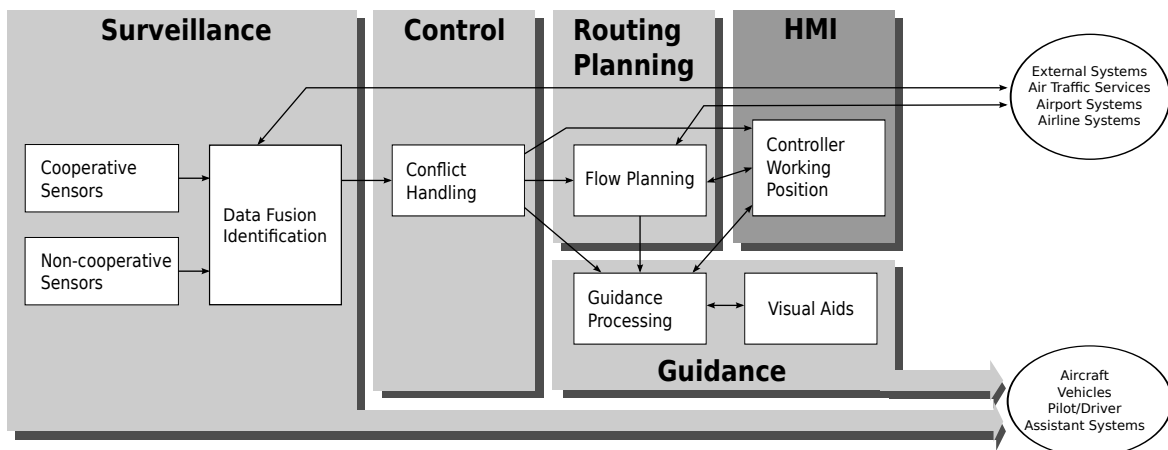 Surveillance
Control
Routing
Planning
HMI
External Systems
Air Traffic Services
Airport Systems
Airline Systems
Cooperative
Sensors
Non-cooperative
Sensors
Data Fusion
Identification
Conflict
Handling
Flow Planning
Controller
Working
Position
Guidance
Processing
Visual Aids
Guidance
Aircraft
Vehicles
Pilot/Driver
Assistant Systems